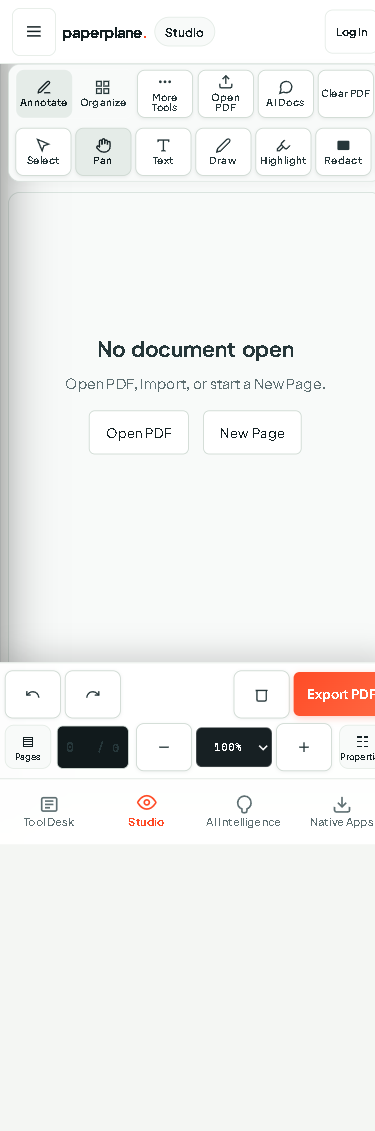 paperplane.
Studio
Log In
Annotate
Organize
More Tools
Open PDF
AI Docs
Clear PDF
Select
Pan
Text
Draw
Highlight
Redact
No document open
Open PDF, Import, or start a New Page.
Open PDF
New Page
Export PDF
Pages
0 / 0
100%
Tool Desk
Studio
AI Intelligence
Native Apps